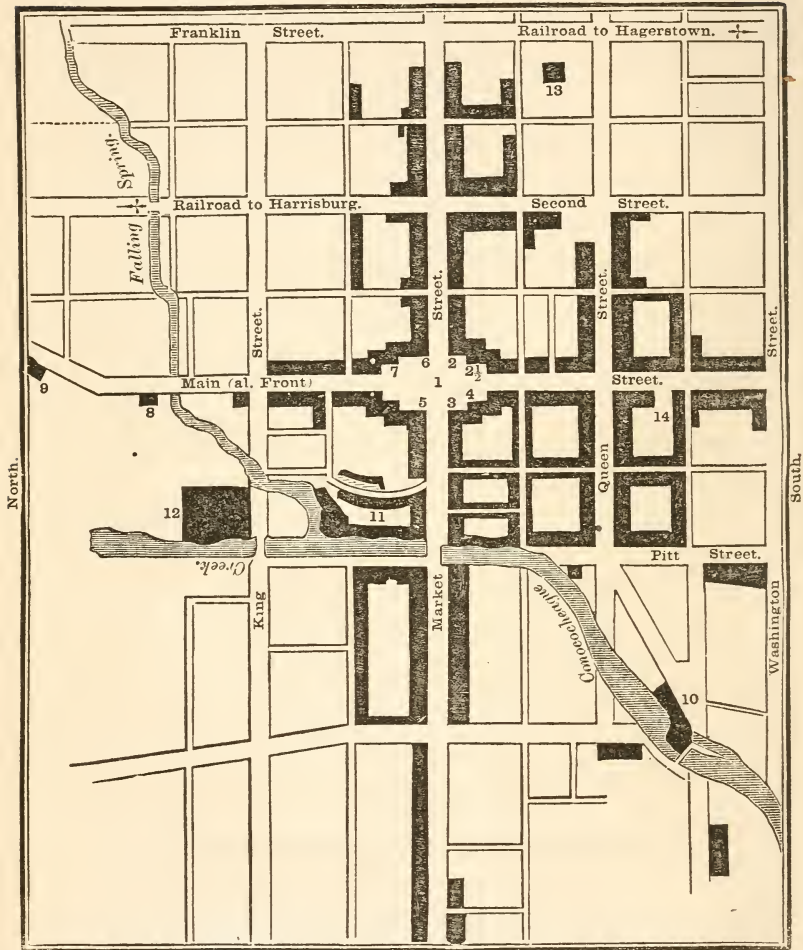 Franklin Street.
Railroad to Hagerstown.
13
Spring.
Railroad to Harrisburg.
Second Street.
Falling
Street.
Street.
Street.
Street.
7
6
2
2½
1
Main (al. Front)
Street.
9
8
5
3
4
14
North.
South.
Queen
12
11
Creek.
Pitt Street.
King
Market
Conococheague
Washington
10